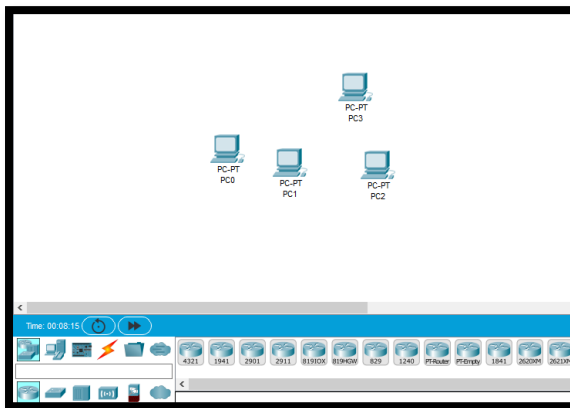 PC-PT
PC3
PC-PT
PC0
PC-PT
PC1
PC-PT
PC2
Time: 00:08:15
4321 1941 2901 2911 819IOX 819HGW 829 1240 PT-Router PT-Empty 1841 2620XM 2621XM